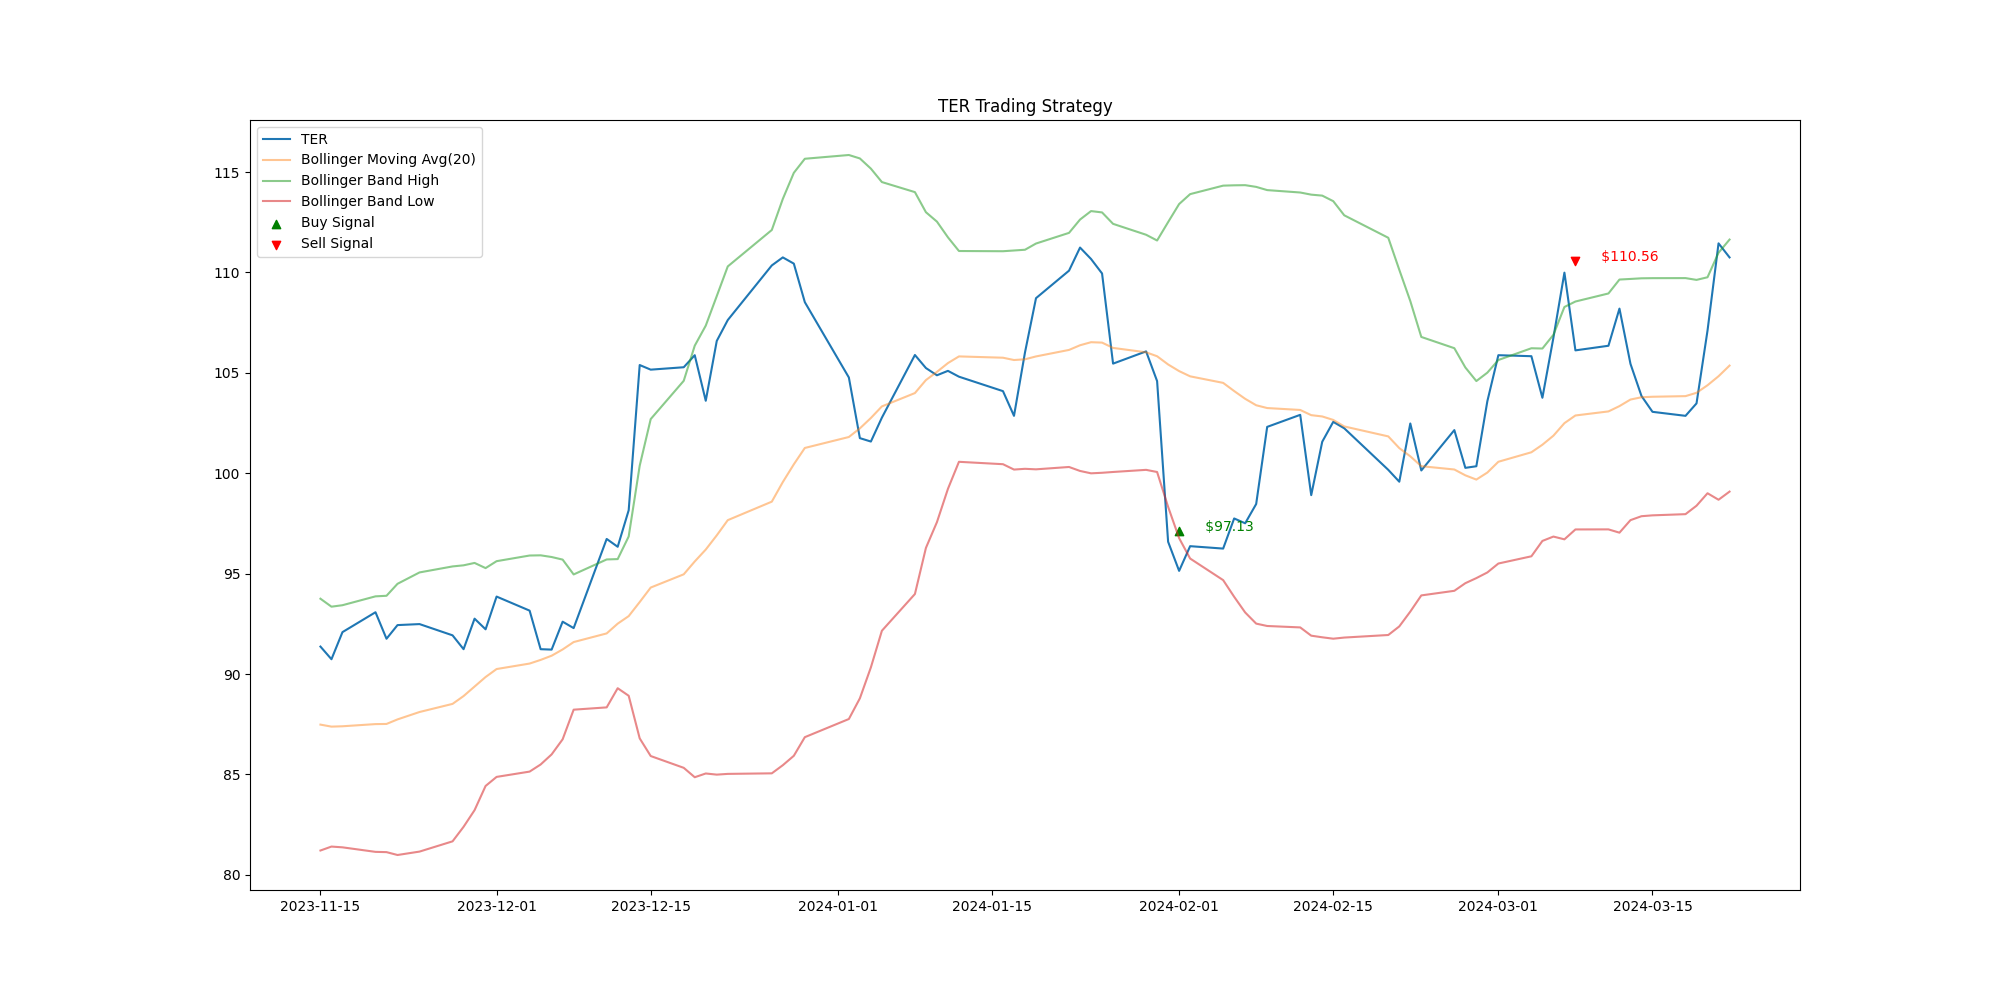 TER Trading Strategy
TER
Bollinger Moving Avg(20)
Bollinger Band High
Bollinger Band Low
Buy Signal
Sell Signal
115
110
105
100
95
90
85
80
$110.56
$97.13
2023-11-15
2023-12-01
2023-12-15
2024-01-01
2024-01-15
2024-02-01
2024-02-15
2024-03-01
2024-03-15